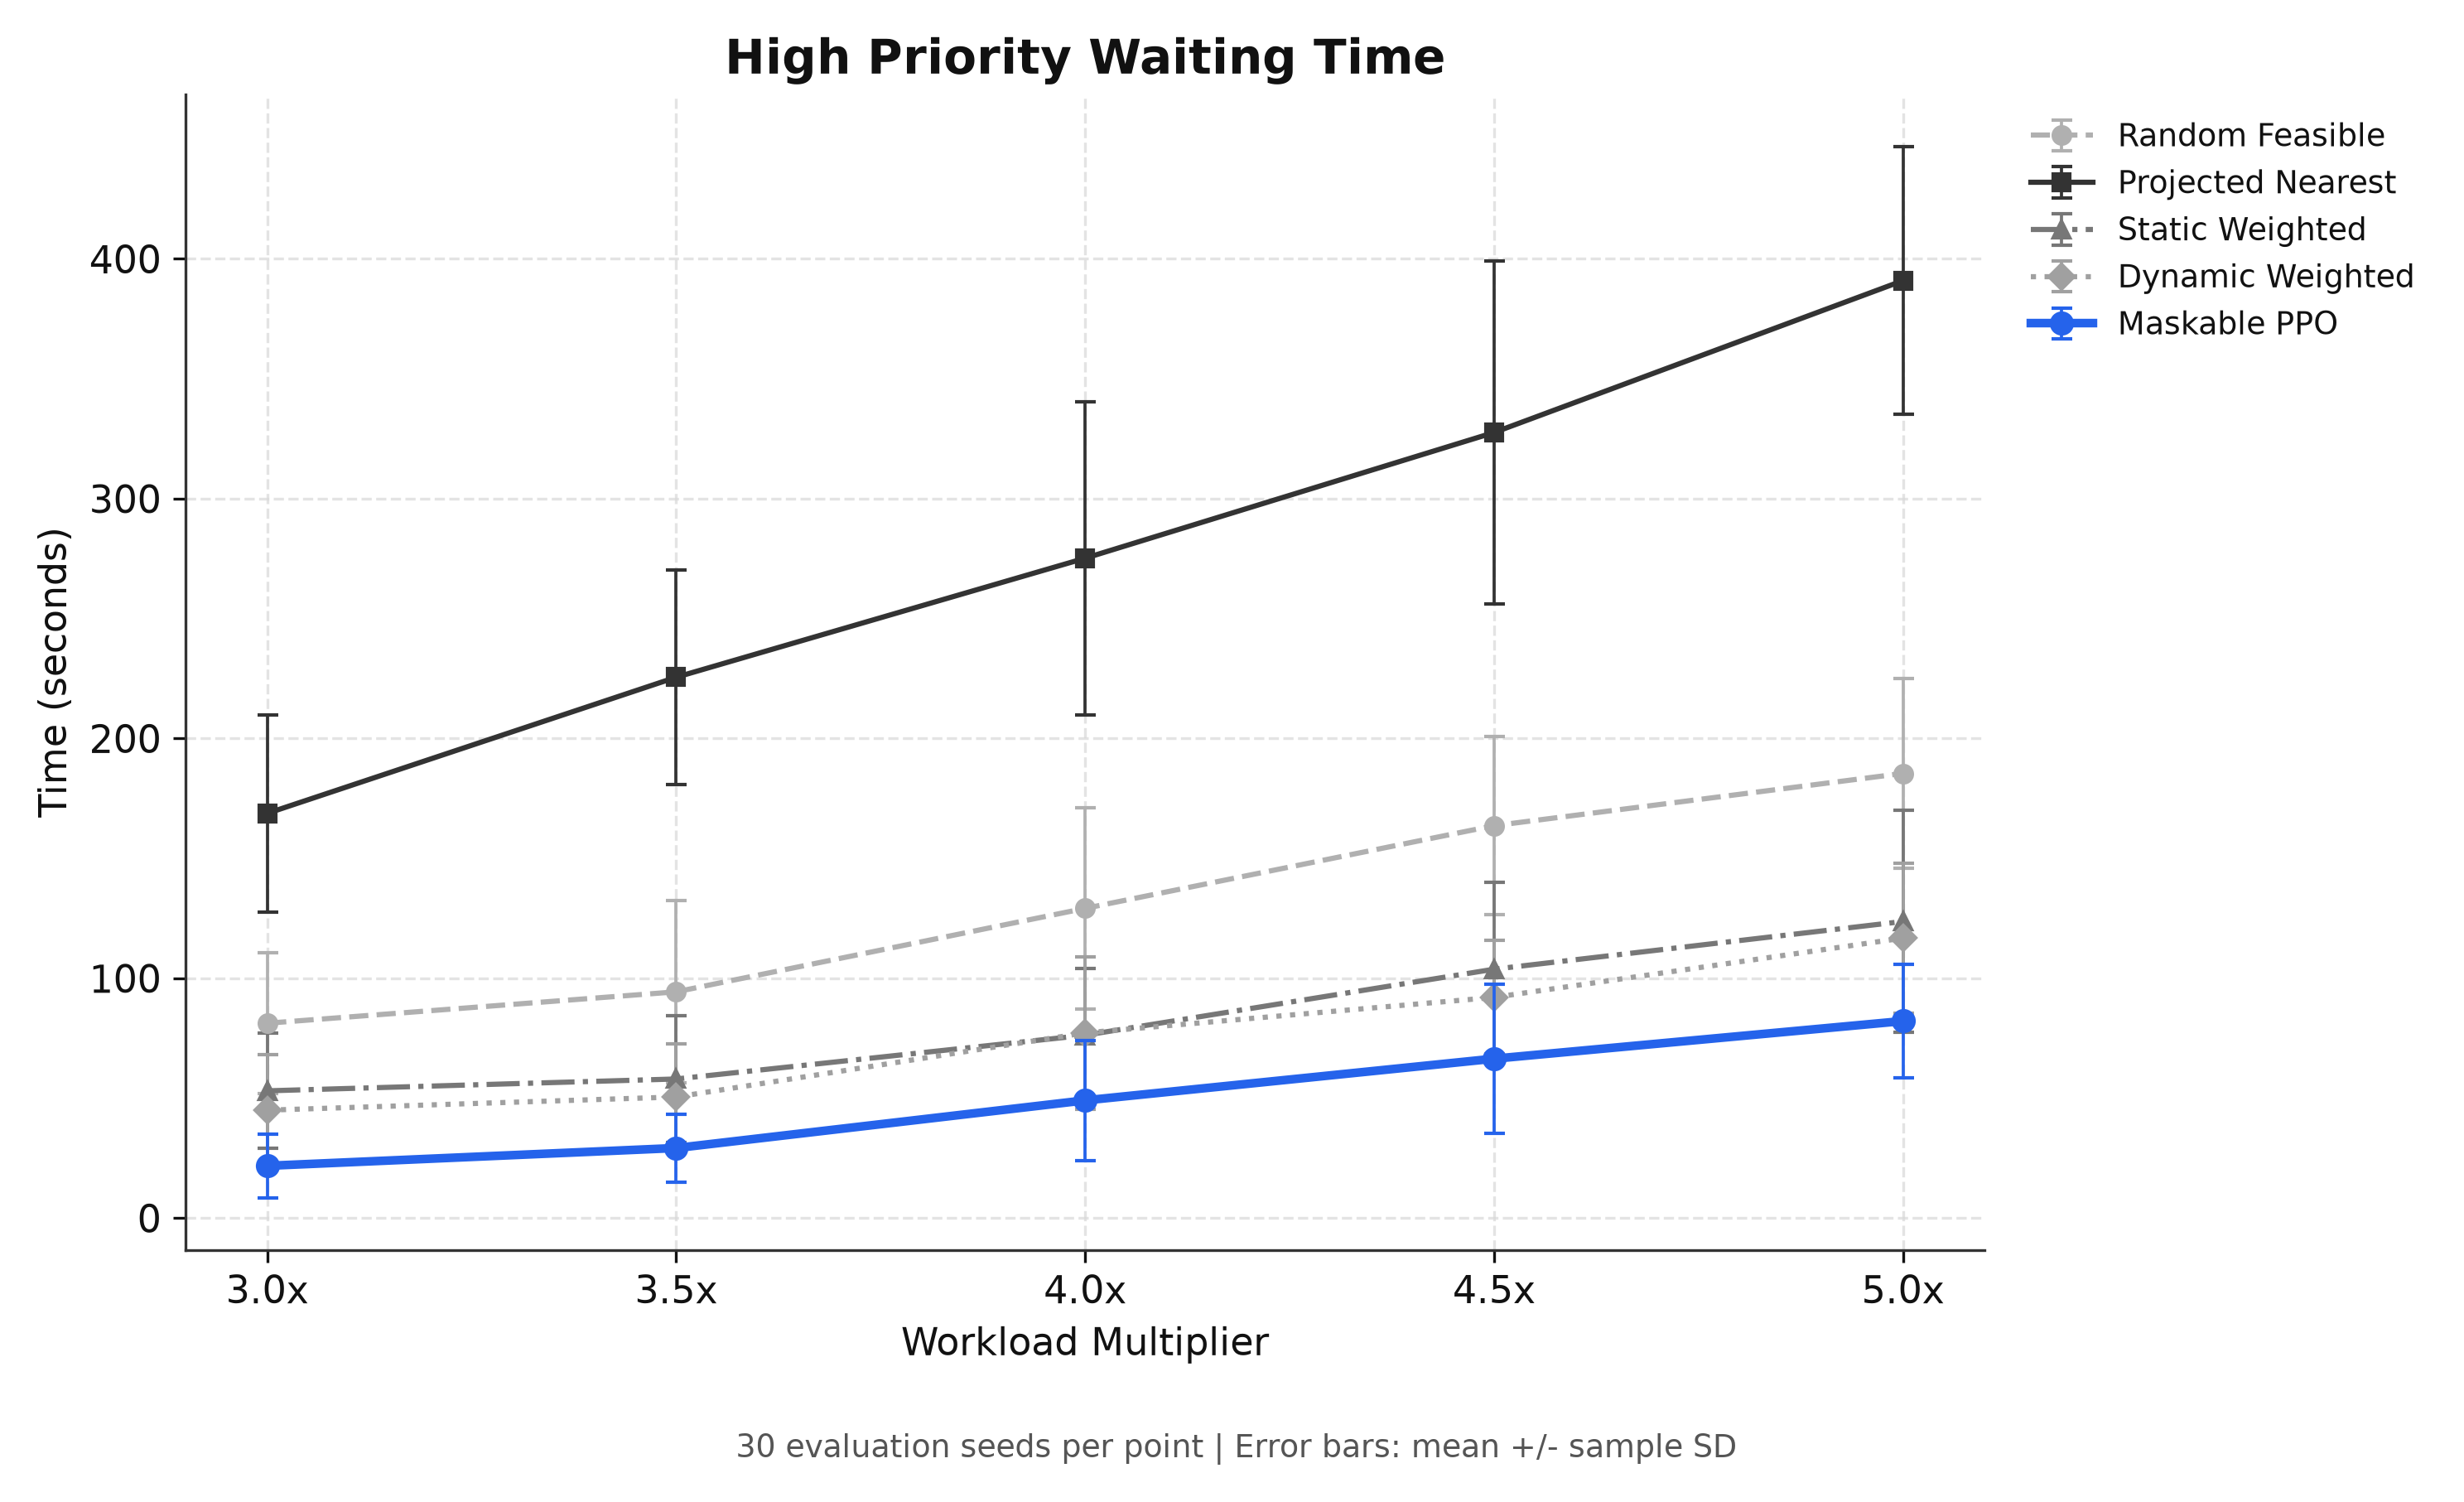 High Priority Waiting Time
Random Feasible
Projected Nearest
Static Weighted
Dynamic Weighted
Maskable PPO
Time (seconds)
400
300
200
100
0
3.0x 3.5x 4.0x 4.5x 5.0x
Workload Multiplier
30 evaluation seeds per point | Error bars: mean +/- sample SD